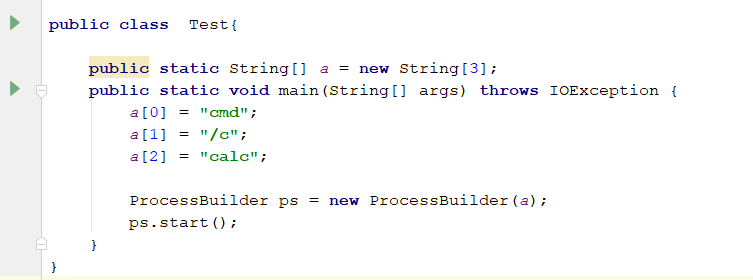 public class  Test{
public static String[] a = new String[3];
public static void main(String[] args) throws IOException {
a[0] = "cmd";
a[1] = "/c";
a[2] = "calc";
ProcessBuilder ps = new ProcessBuilder(a);
ps.start();
}
}